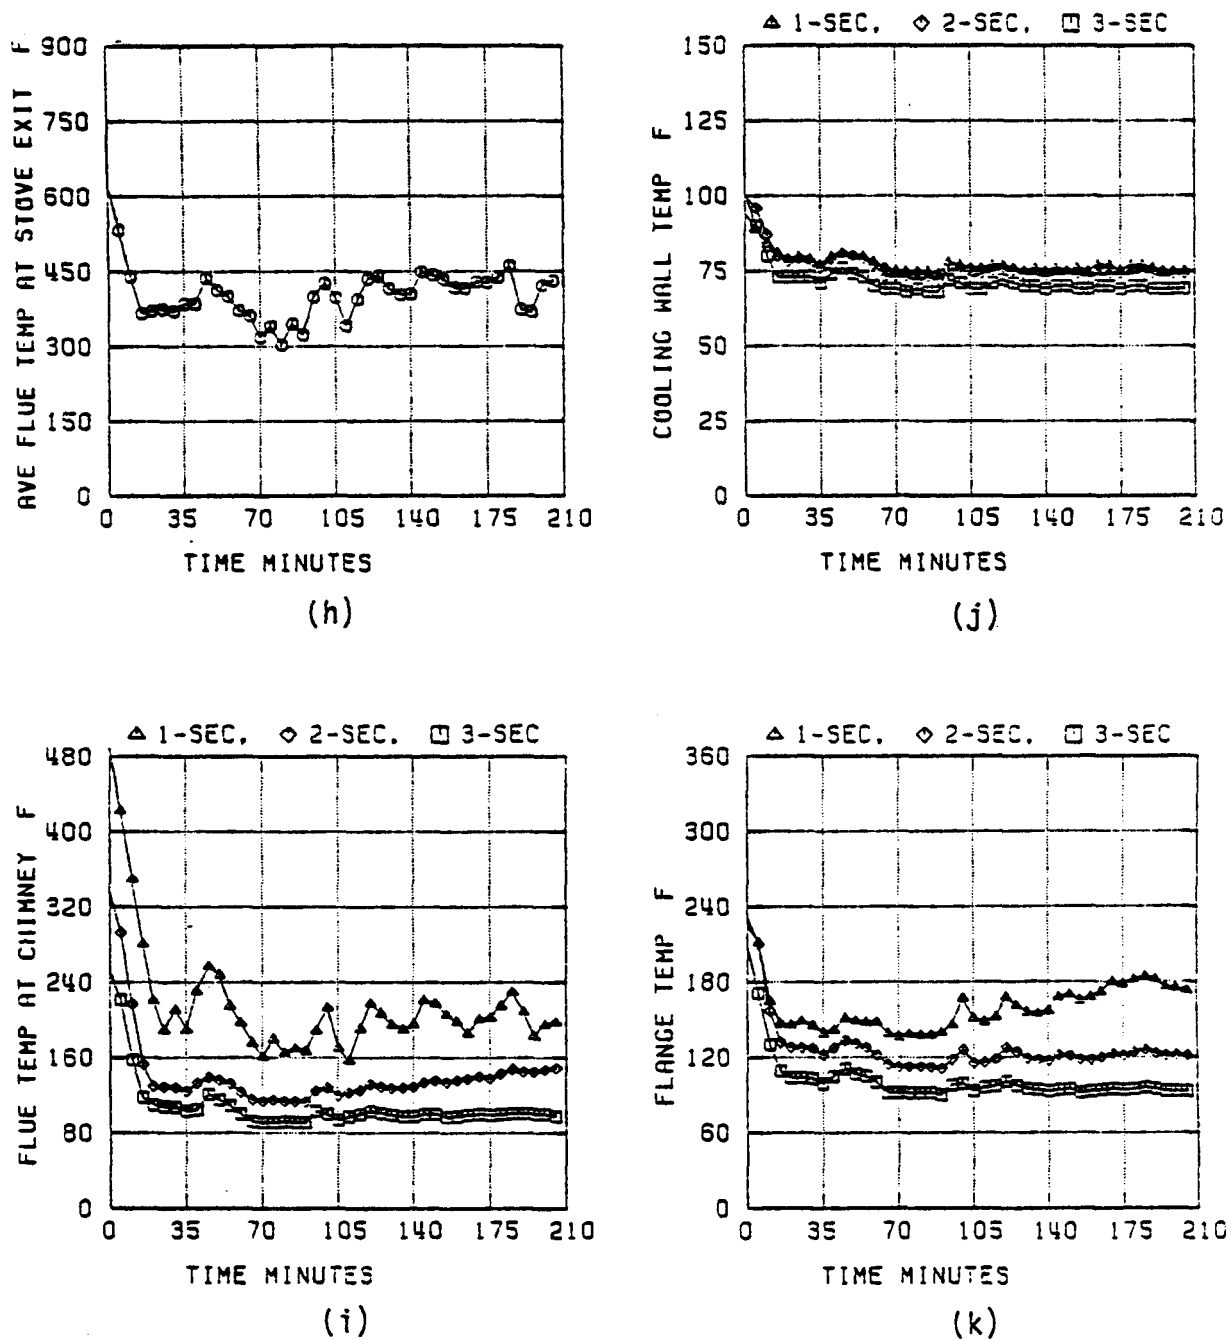 AVE FLUE TEMP AT STOVE EXIT F
900
750
600
450
300
150
0
0 35 70 105 140 175 210
TIME MINUTES
(h)
1-SEC, 2-SEC, 3-SEC
COOLING WALL TEMP F
150
125
100
75
50
25
0
0 35 70 105 140 175 210
TIME MINUTES
(j)
1-SEC, 2-SEC, 3-SEC
FLUE TEMP AT CHIMNEY F
480
400
320
240
160
80
0
0 35 70 105 140 175 210
TIME MINUTES
(i)
1-SEC, 2-SEC, 3-SEC
FLANGE TEMP F
360
300
240
180
120
60
0
0 35 70 105 140 175 210
TIME MINUTES
(k)